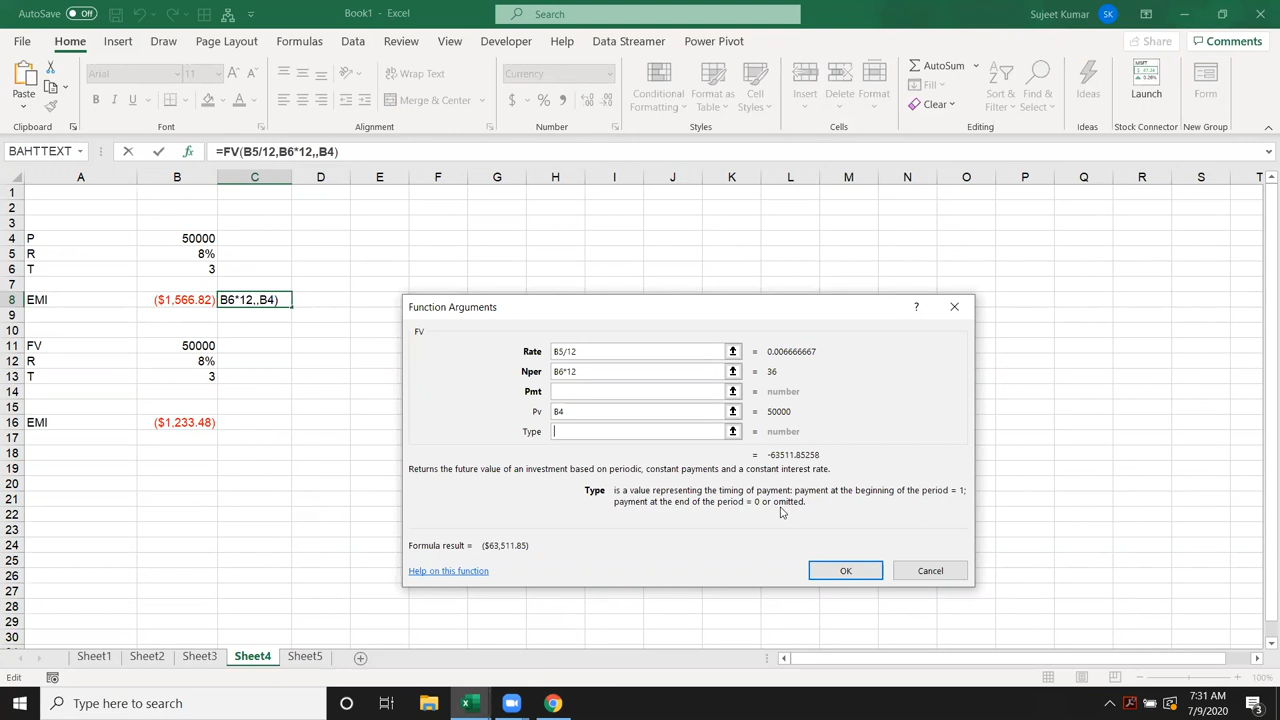 AutoSave Off
Book1 - Excel
Search
Sujeet Kumar SK
File Home Insert Draw Page Layout Formulas Data Review View Developer Help Data Streamer Power Pivot
Share Comments
Paste
Clipboard
Arial 11
B I U
Font
Wrap Text
Merge & Center
Alignment
Currency
$ % ,
Number
Conditional Formatting
Format as Table
Cell Styles
Styles
Insert Delete Format
Cells
AutoSum
Fill
Clear
Sort & Filter
Find & Select
Editing
Ideas
Ideas
Launch
Stock Connector
Form
New Group
BAHTTEXT fx =FV(B5/12,B6*12,,B4)
A B C D E F G H I J K L M N O P Q R S T
1
2
3
4 P 50000
5 R 8%
6 T 3
7
8 EMI ($1,566.82) B6*12,,B4)
9
10
11 FV 50000
12 R 8%
13 T 3
14
15
16 EMI ($1,233.48)
17
18
19
20
21
22
23
24
25
26
27
28
29
30
Function Arguments ?
FV
Rate B5/12 = 0.006666667
Nper B6*12 = 36
Pmt = number
Pv B4 = 50000
Type = number
= -63511.85258
Returns the future value of an investment based on periodic, constant payments and a constant interest rate.
Type is a value representing the timing of payment: payment at the beginning of the period = 1;
payment at the end of the period = 0 or omitted.
Formula result = ($63,511.85)
Help on this function
OK Cancel
Sheet1 Sheet2 Sheet3 Sheet4 Sheet5
Edit
100%
Type here to search
7:31 AM
7/9/2020
3